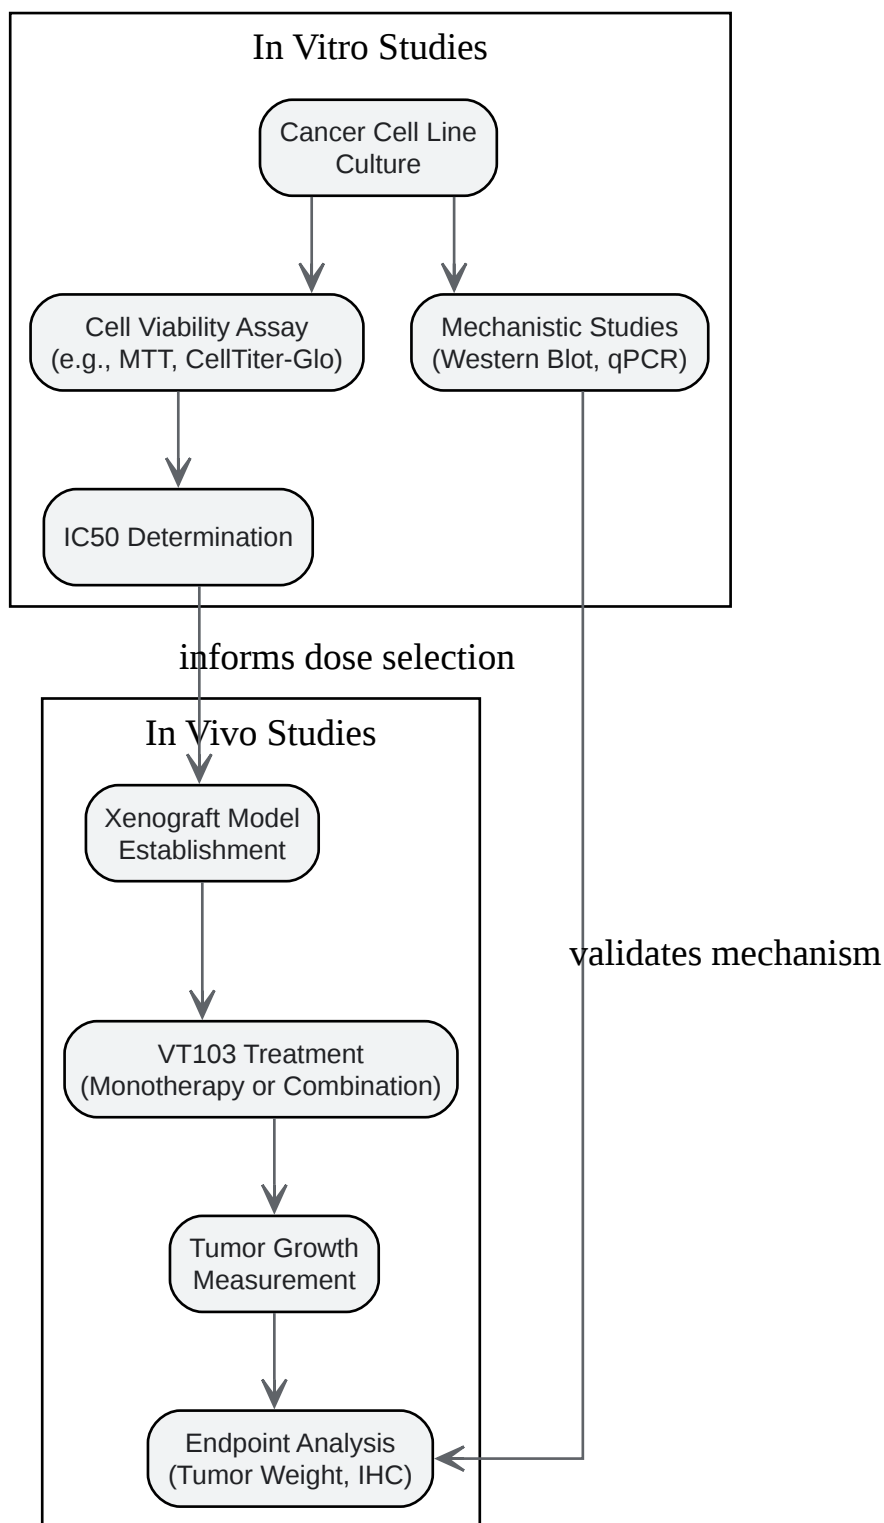 In Vitro Studies
Cancer Cell Line
Culture
Cell Viability Assay
(e.g., MTT, CellTiter-Glo)
Mechanistic Studies
(Western Blot, qPCR)
IC50 Determination
informs dose selection
In Vivo Studies
Xenograft Model
Establishment
validates mechanism
VT103 Treatment
(Monotherapy or Combination)
Tumor Growth
Measurement
Endpoint Analysis
(Tumor Weight, IHC)